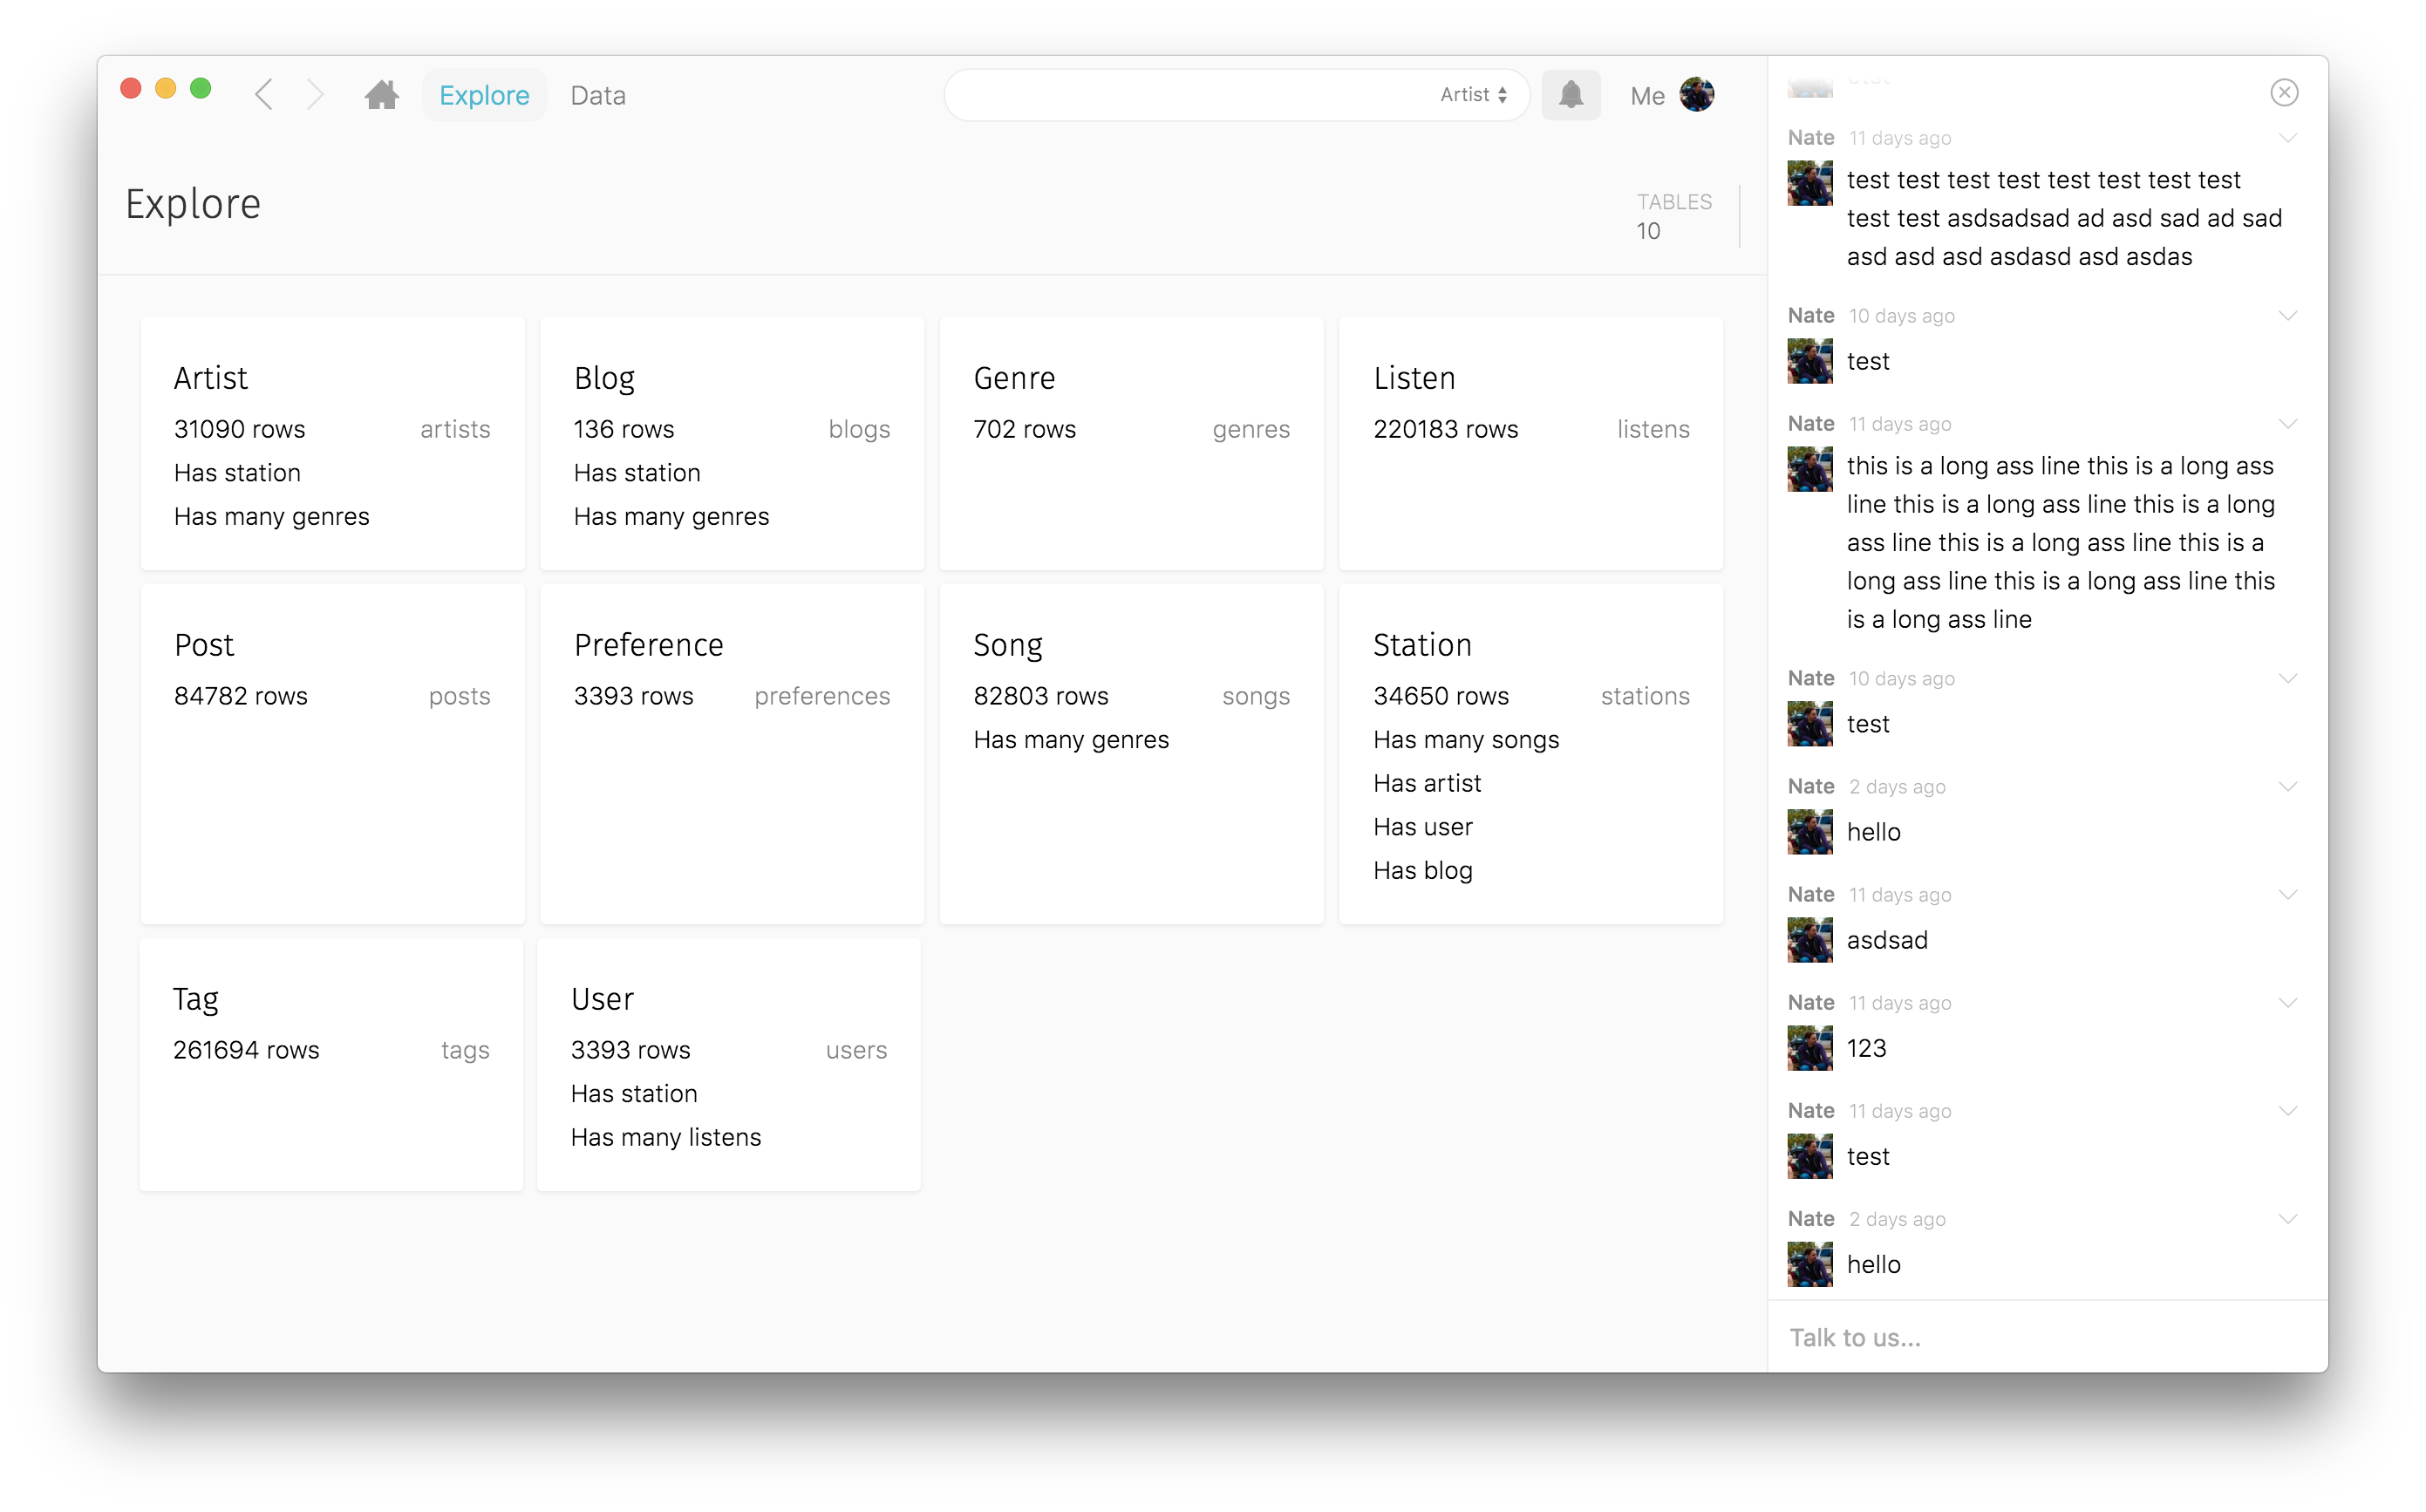 Explore
Data
Artist
Me
Explore
TABLES
10
Artist
31090 rows artists
Has station
Has many genres
Blog
136 rows blogs
Has station
Has many genres
Genre
702 rows genres
Listen
220183 rows listens
Post
84782 rows posts
Preference
3393 rows preferences
Song
82803 rows songs
Has many genres
Station
34650 rows stations
Has many songs
Has artist
Has user
Has blog
Tag
261694 rows tags
User
3393 rows users
Has station
Has many listens
Nate 11 days ago
test test test test test test test test
test test asdsadsad ad asd sad ad sad
asd asd asd asdasd asd asdas
Nate 10 days ago
test
Nate 11 days ago
this is a long ass line this is a long ass
line this is a long ass line this is a long
ass line this is a long ass line this is a
long ass line this is a long ass line this
is a long ass line
Nate 10 days ago
test
Nate 2 days ago
hello
Nate 11 days ago
asdsad
Nate 11 days ago
123
Nate 11 days ago
test
Nate 2 days ago
hello
Talk to us...